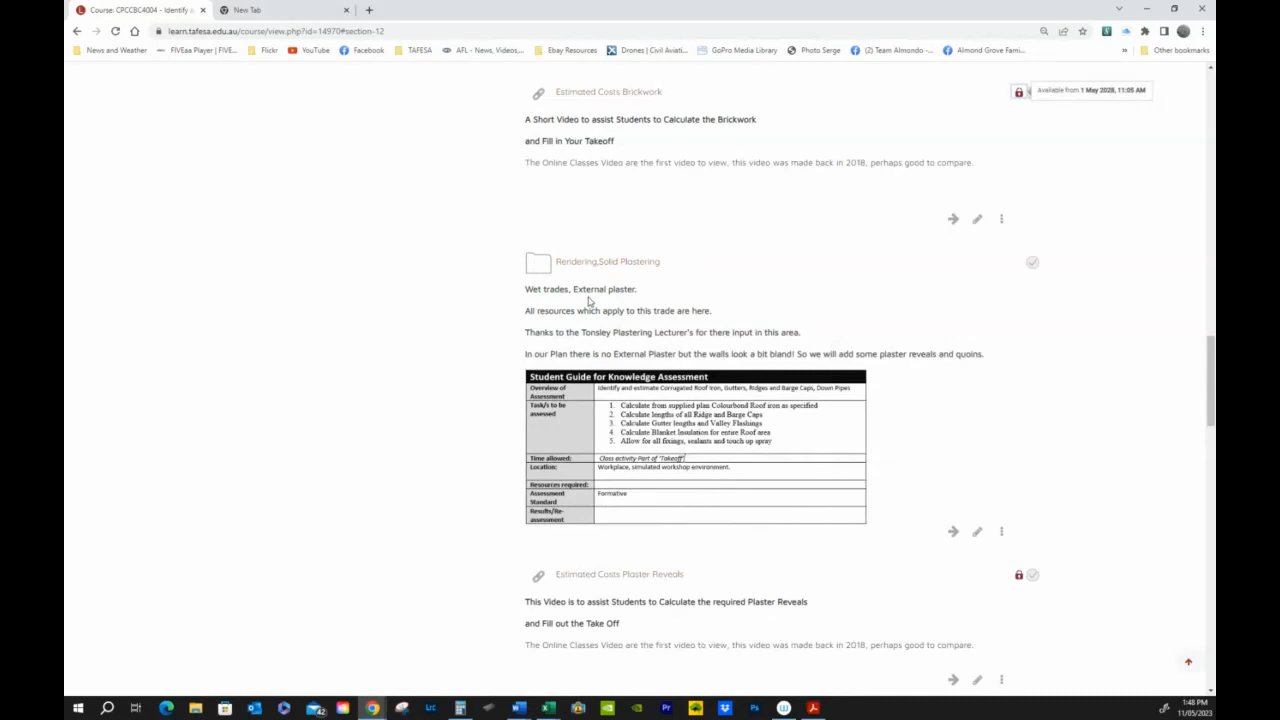 Course: CPCCBC4004 - Identify a
New Tab
learn.tafesa.edu.au/course/view.php?id=14970#section-12
News and Weather
FIVEaa Player | FIVE...
Flickr
YouTube
Facebook
TAFESA
AFL - News, Videos,...
Ebay Resources
Drones | Civil Aviati...
GoPro Media Library
Photo Serge
(2) Team Almondo -...
Almond Grove Fami...
Other bookmarks
Estimated Costs Brickwork
Available from 1 May 2028, 11:05 AM
A Short Video to assist Students to Calculate the Brickwork
and Fill in Your Takeoff
The Online Classes Video are the first video to view, this video was made back in 2018, perhaps good to compare.
Rendering,Solid Plastering
Wet trades, External plaster.
All resources which apply to this trade are here.
Thanks to the Tonsley Plastering Lecturer's for there input in this area.
In our Plan there is no External Plaster but the walls look a bit bland! So we will add some plaster reveals and quoins.
Student Guide for Knowledge Assessment
Overview of Assessment
Identify and estimate Corrugated Roof Iron, Gutters, Ridges and Barge Caps, Down Pipes
Task/s to be assessed
1. Calculate from supplied plan Colourbond Roof iron as specified
2. Calculate lengths of all Ridge and Barge Caps
3. Calculate Gutter lengths and Valley Flashings
4. Calculate Blanket Insulation for entire Roof area
5. Allow for all fixings, sealants and touch up spray
Time allowed:
Class activity Part of 'Takeoff'
Location:
Workplace, simulated workshop environment.
Resources required:
Assessment Standard
Formative
Results/Re-assessment
Estimated Costs Plaster Reveals
This Video is to assist Students to Calculate the required Plaster Reveals
and Fill out the Take Off
The Online Classes Video are the first video to view, this video was made back in 2018, perhaps good to compare.
1:48 PM
11/05/2023